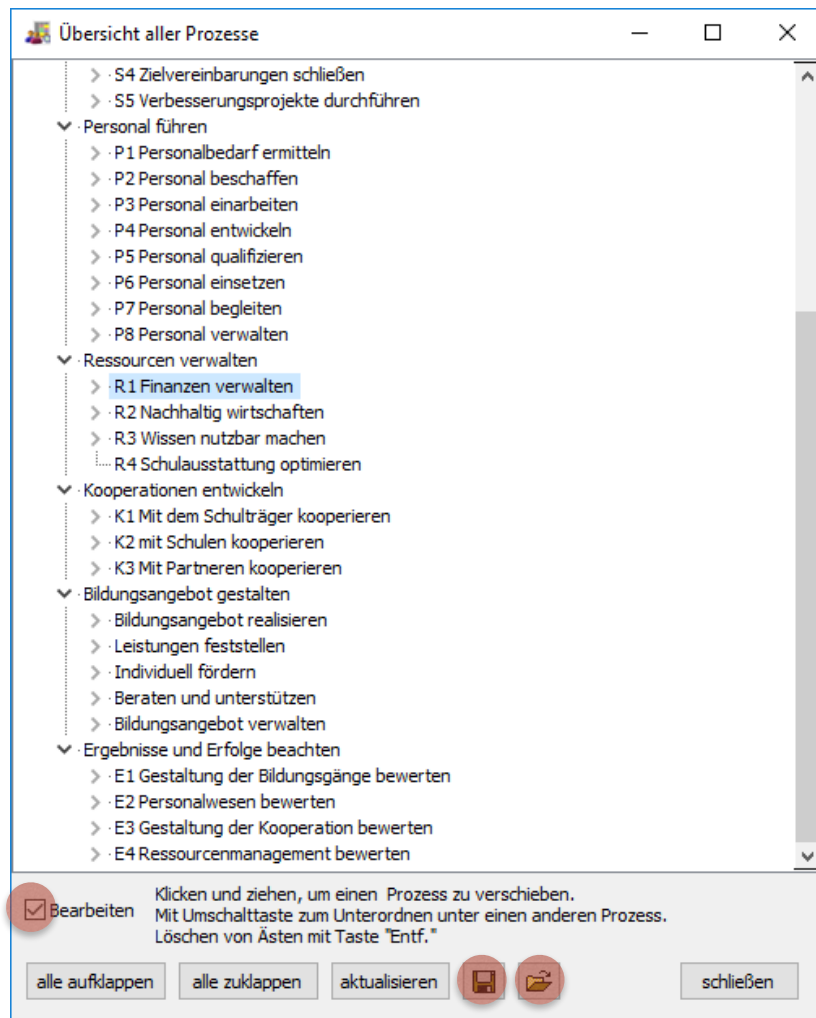 Übersicht aller Prozesse
S4 Zielvereinbarungen schließen
S5 Verbesserungsprojekte durchführen
Personal führen
P1 Personalbedarf ermitteln
P2 Personal beschaffen
P3 Personal einarbeiten
P4 Personal entwickeln
P5 Personal qualifizieren
P6 Personal einsetzen
P7 Personal begleiten
P8 Personal verwalten
Ressourcen verwalten
R1 Finanzen verwalten
R2 Nachhaltig wirtschaften
R3 Wissen nutzbar machen
R4 Schulausstattung optimieren
Kooperationen entwickeln
K1 Mit dem Schulträger kooperieren
K2 mit Schulen kooperieren
K3 Mit Partneren kooperieren
Bildungsangebot gestalten
Bildungsangebot realisieren
Leistungen feststellen
Individuell fördern
Beraten und unterstützen
Bildungsangebot verwalten
Ergebnisse und Erfolge beachten
E1 Gestaltung der Bildungsgänge bewerten
E2 Personalwesen bewerten
E3 Gestaltung der Kooperation bewerten
E4 Ressourcenmanagement bewerten
Bearbeiten
Klicken und ziehen, um einen Prozess zu verschieben.
Mit Umschalttaste zum Unterordnen unter einen anderen Prozess.
Löschen von Ästen mit Taste "Entf."
alle aufklappen alle zuklappen aktualisieren schließen